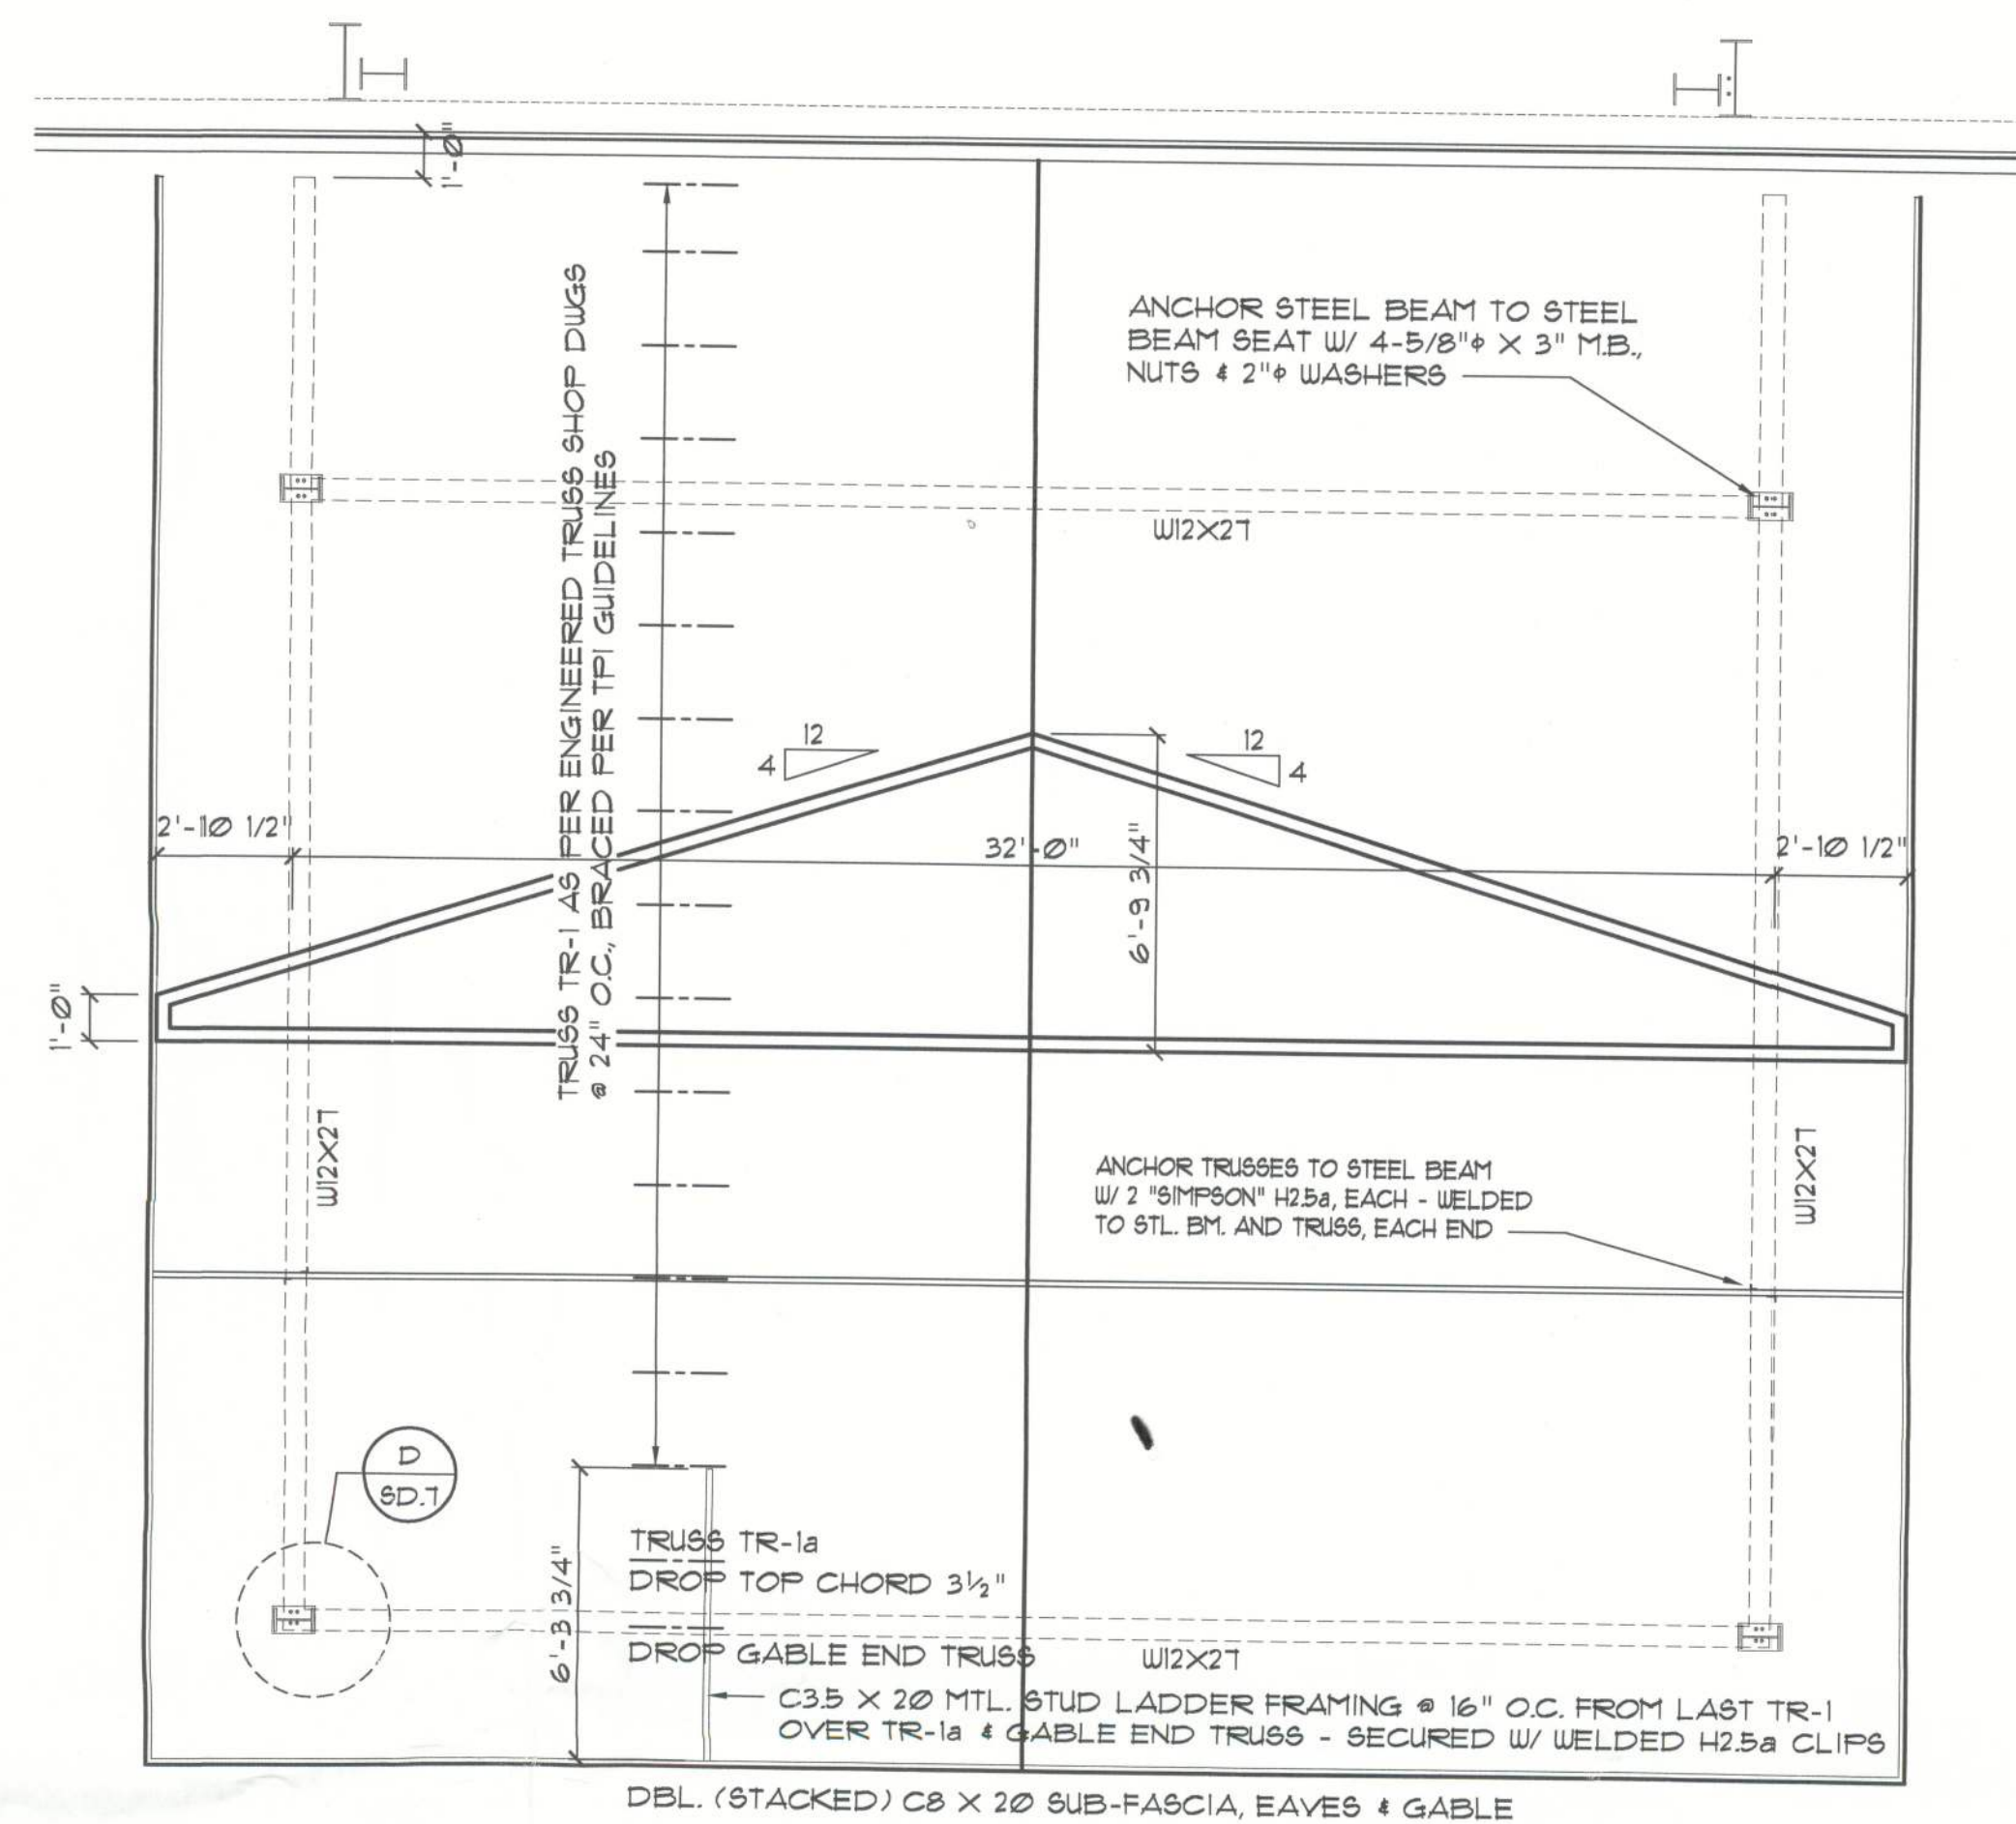 1'-0"
ANCHOR STEEL BEAM TO STEEL
BEAM SEAT W/ 4-5/8"φ X 3" M.B.,
NUTS & 2"φ WASHERS
TRUSS TR-1 AS PER ENGINEERED TRUSS SHOP DWGS
@ 24" O.C., BRACED PER TPI GUIDELINES
W12X27
12
4
12
4
2'-10 1/2"
32'-0"
2'-10 1/2"
6'-9 3/4"
1'-0"
W12X27
W12X27
ANCHOR TRUSSES TO STEEL BEAM
W/ 2 "SIMPSON" H2.5a, EACH - WELDED
TO STL. BM. AND TRUSS, EACH END
D
SD.7
6'-3 3/4"
TRUSS TR-1a
DROP TOP CHORD 3½"
DROP GABLE END TRUSS
W12X27
C3.5 X 20 MTL. STUD LADDER FRAMING @ 16" O.C. FROM LAST TR-1
OVER TR-1a & GABLE END TRUSS - SECURED W/ WELDED H2.5a CLIPS
DBL. (STACKED) C8 X 20 SUB-FASCIA, EAVES & GABLE